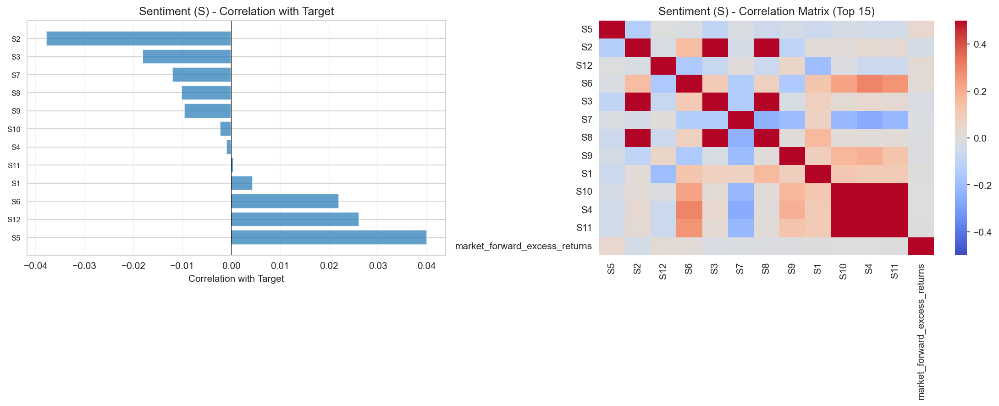 Sentiment (S) - Correlation with Target
S2
S3
S7
S8
S9
S10
S4
S11
S1
S6
S12
S5
−0.04 −0.03 −0.02 −0.01 0.00 0.01 0.02 0.03 0.04
Correlation with Target
Sentiment (S) - Correlation Matrix (Top 15)
S5
S2
S12
S6
S3
S7
S8
S9
S1
S10
S4
S11
market_forward_excess_returns
S5 S2 S12 S6 S3 S7 S8 S9 S1 S10 S4 S11 market_forward_excess_returns
0.4
0.2
0.0
−0.2
−0.4